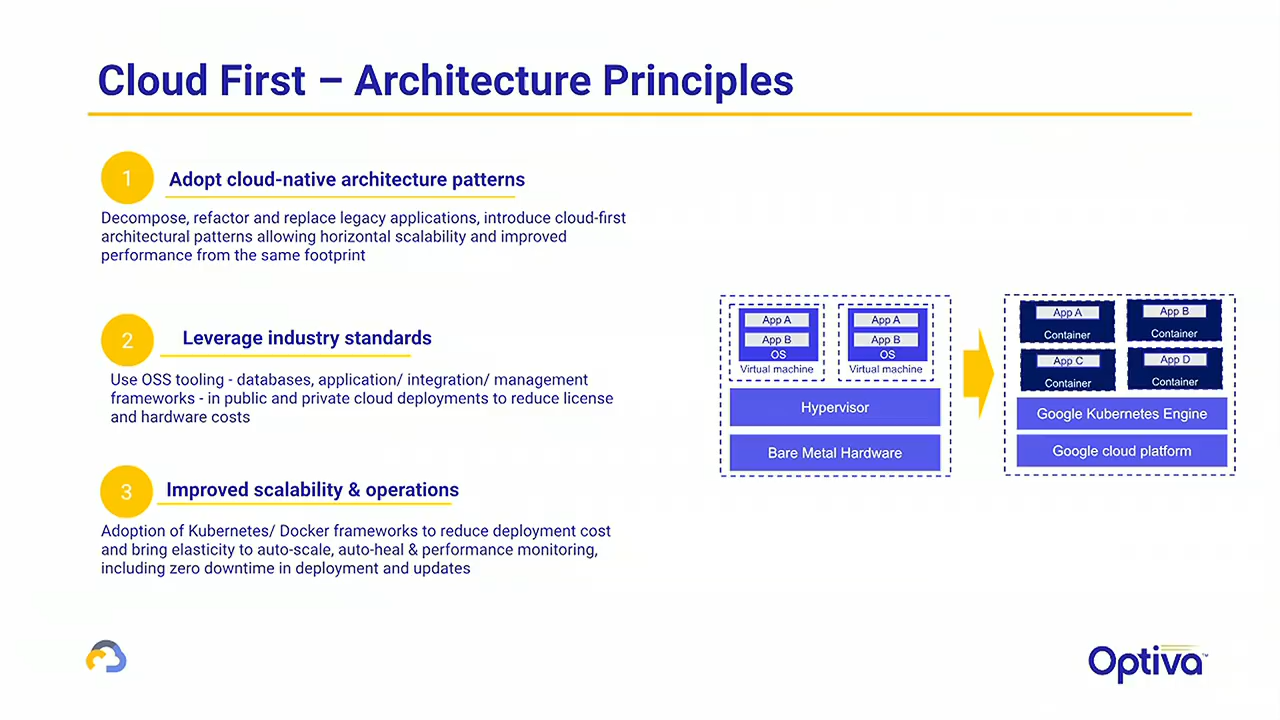 Cloud First – Architecture Principles
1
Adopt cloud-native architecture patterns
Decompose, refactor and replace legacy applications, introduce cloud-first
architectural patterns allowing horizontal scalability and improved
performance from the same footprint
2
Leverage industry standards
Use OSS tooling - databases, application/ integration/ management
frameworks - in public and private cloud deployments to reduce license
and hardware costs
3
Improved scalability & operations
Adoption of Kubernetes/ Docker frameworks to reduce deployment cost
and bring elasticity to auto-scale, auto-heal & performance monitoring,
including zero downtime in deployment and updates
App A
App B
OS
Virtual machine
App A
App B
OS
Virtual machine
Hypervisor
Bare Metal Hardware
App A
Container
App B
Container
App C
Container
App D
Container
Google Kubernetes Engine
Google cloud platform
Optiva™